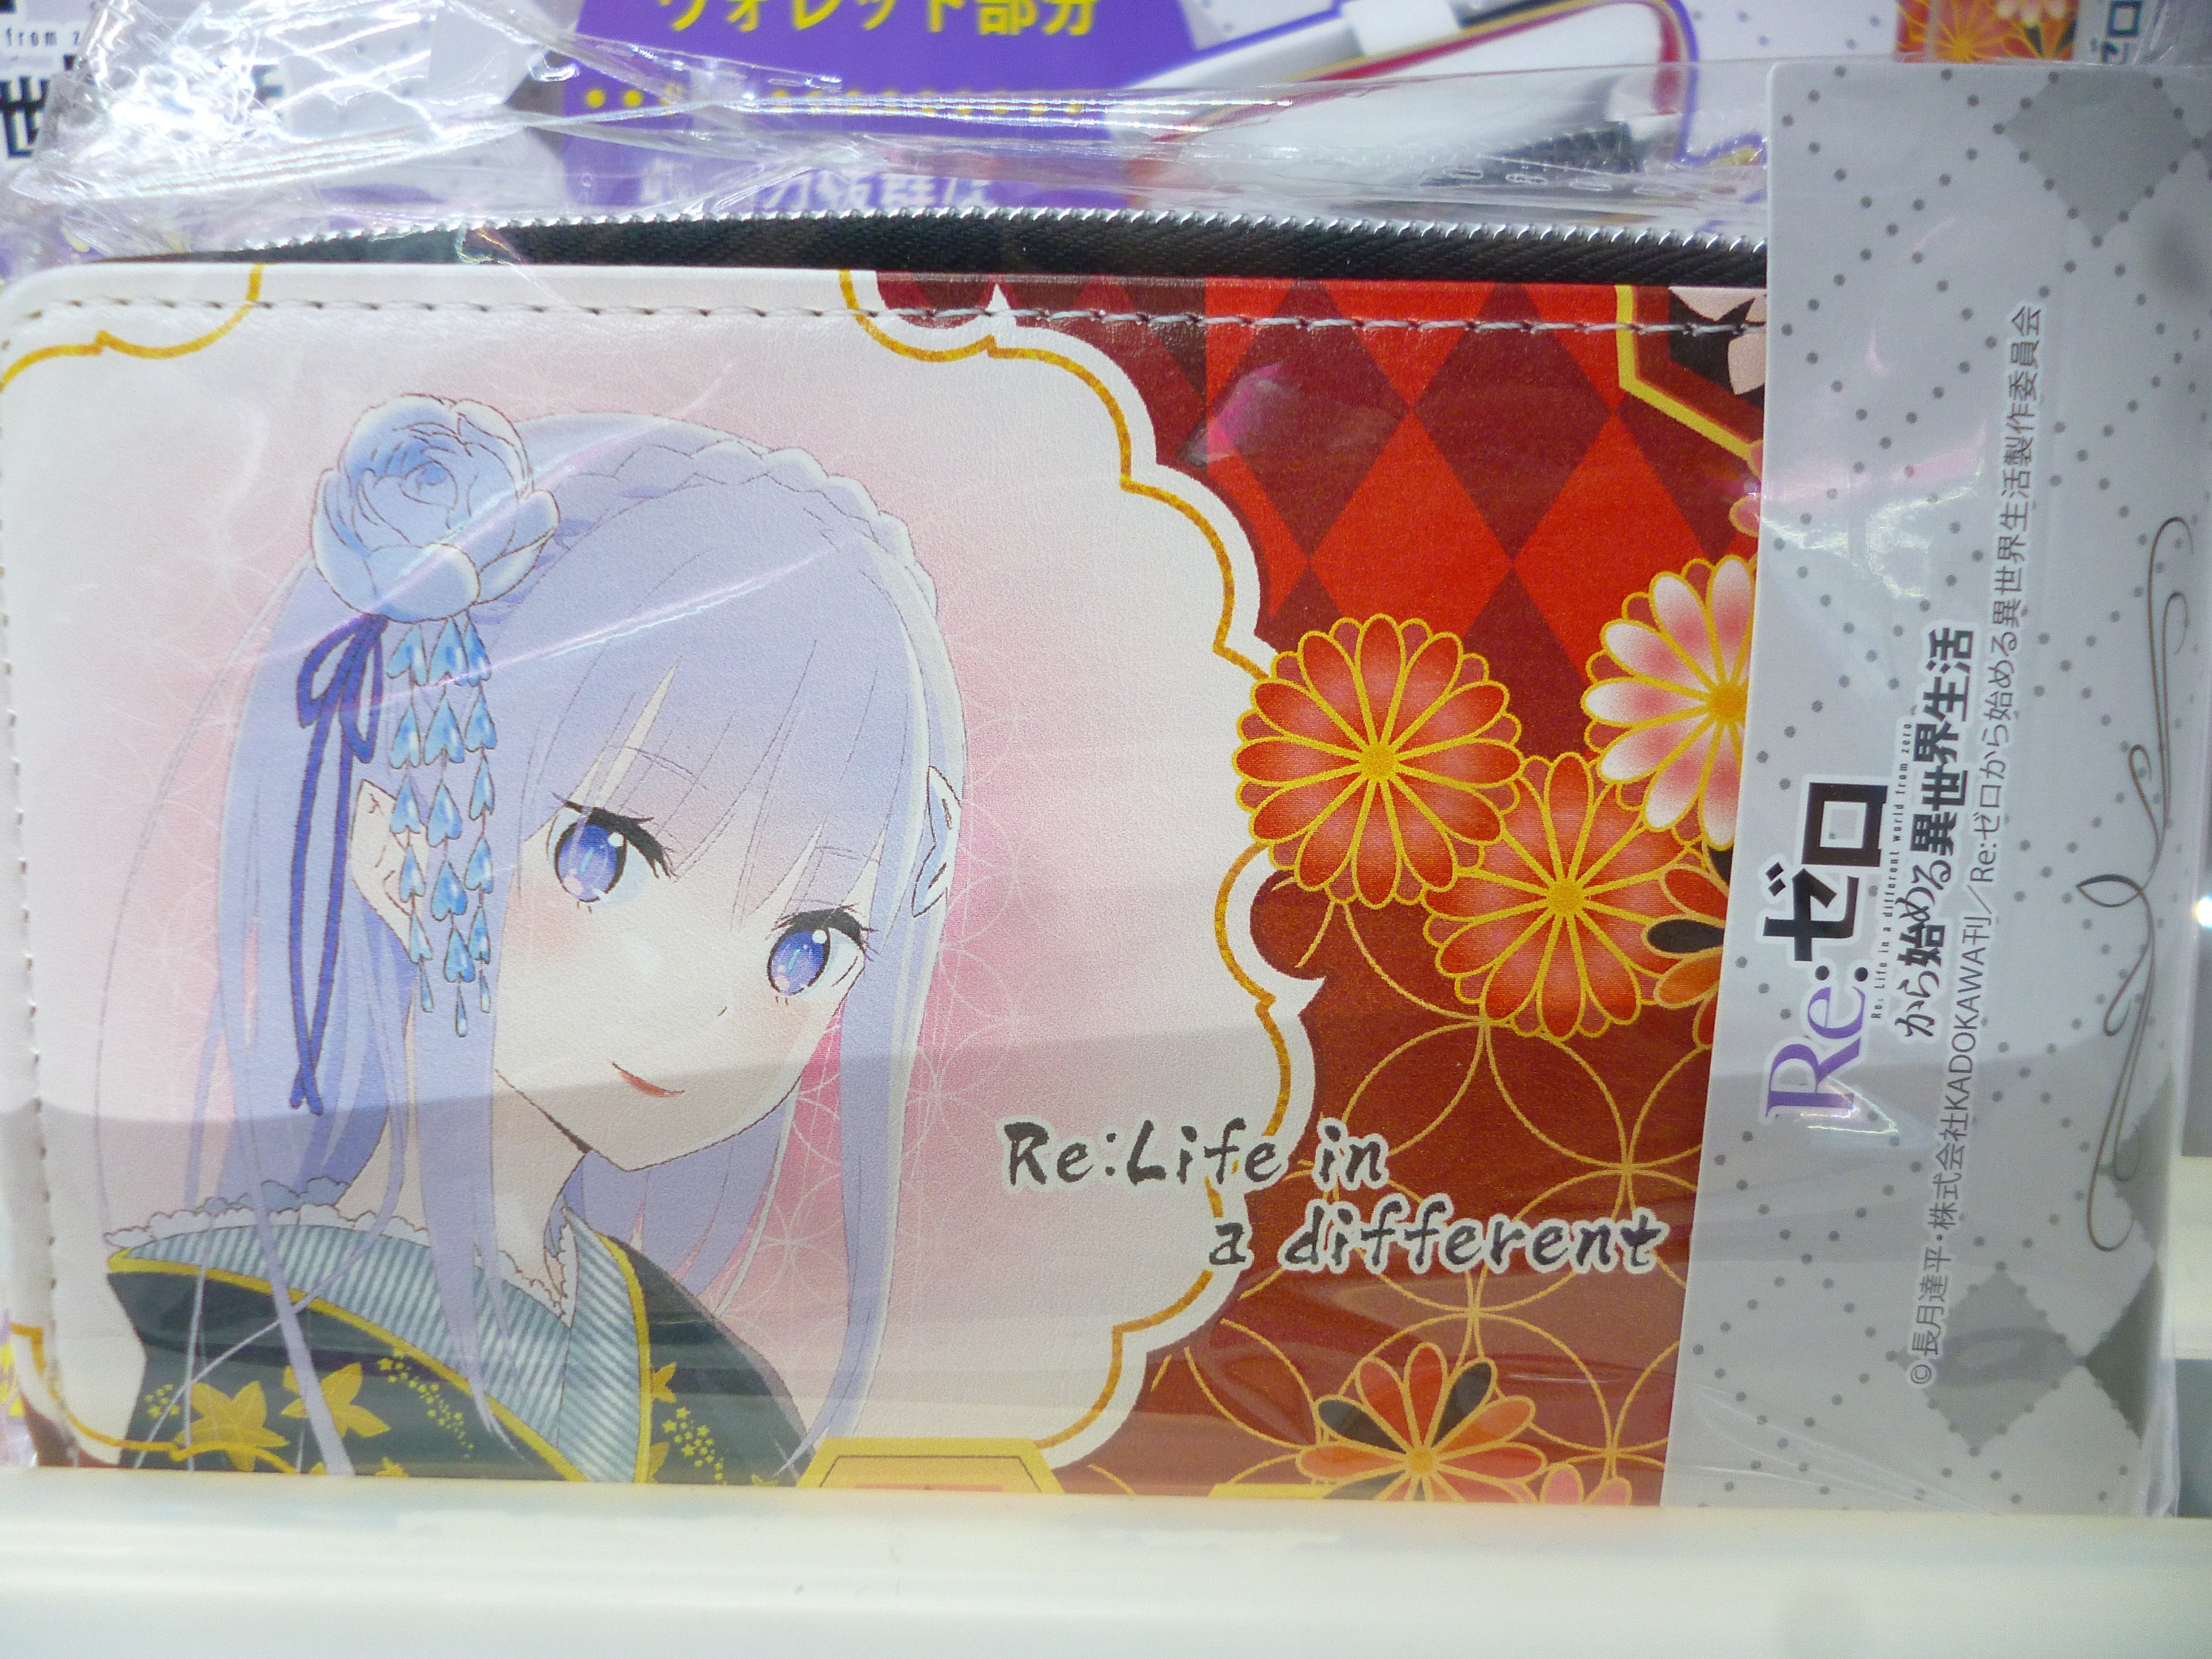 from
ウォレット部分
ゼロ
Re:Life in
a different
Re:ゼロ
Re: Life in a different world from zero
から始める異世界生活
©長月達平・株式会社KADOKAWA刊／Re:ゼロから始める異世界生活製作委員会